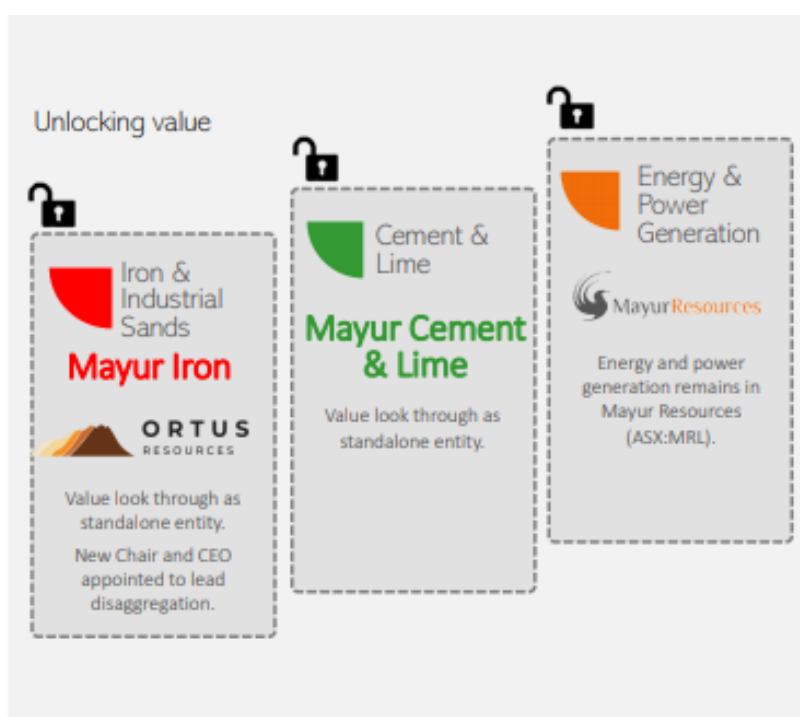 Unlocking value
Iron &
Industrial
Sands
Mayur Iron
ORTUS
RESOURCES
Value look through as
standalone entity.
New Chair and CEO
appointed to lead
disaggregation.
Cement &
Lime
Mayur Cement
& Lime
Value look through as
standalone entity.
Energy &
Power
Generation
MayurResources
Energy and power
generation remains in
Mayur Resources
(ASX:MRL).